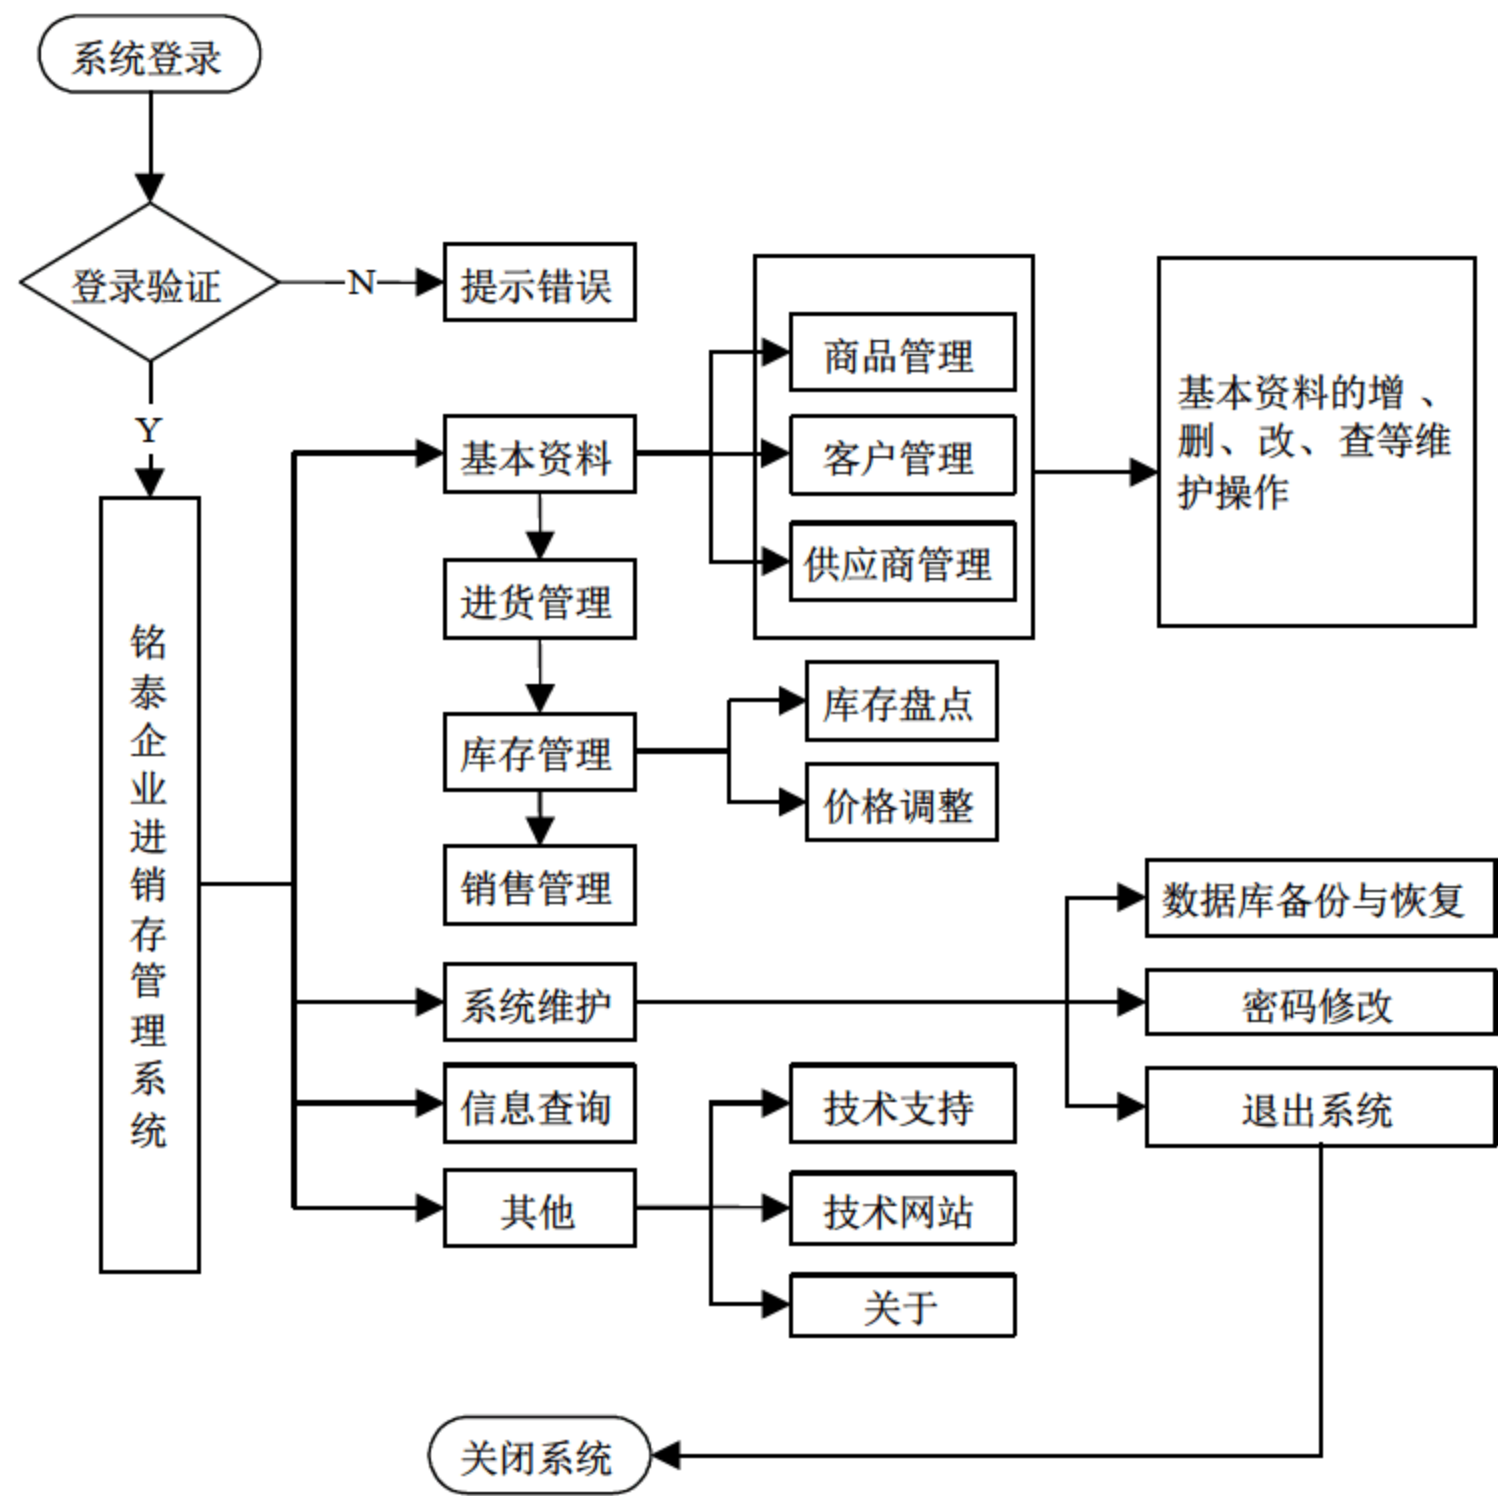 系统登录
登录验证
N
提示错误
Y
铭泰企业进销存管理系统
基本资料
进货管理
库存管理
销售管理
系统维护
信息查询
其他
商品管理
客户管理
供应商管理
基本资料的增、
删、改、查等维
护操作
库存盘点
价格调整
数据库备份与恢复
密码修改
退出系统
技术支持
技术网站
关于
关闭系统